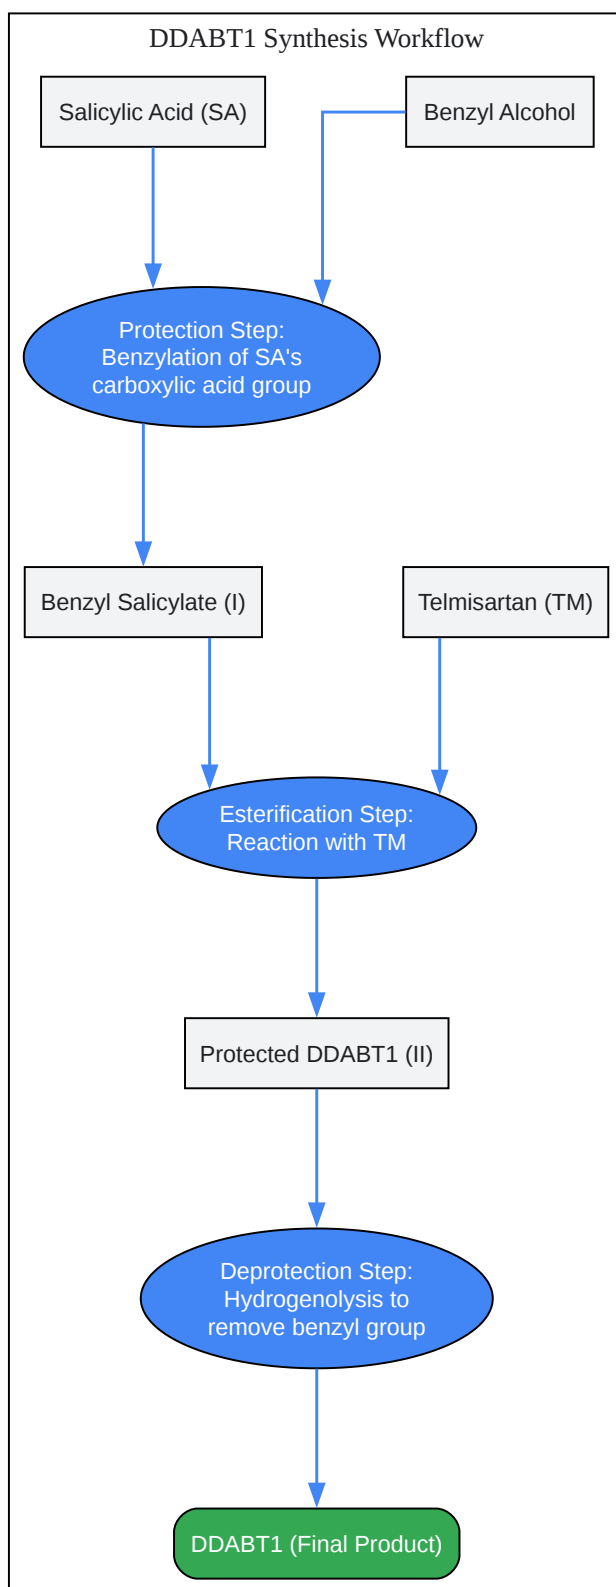 DDABT1 Synthesis Workflow
Salicylic Acid (SA)
Benzyl Alcohol
Protection Step:
Benzylation of SA's
carboxylic acid group
Benzyl Salicylate (I)
Telmisartan (TM)
Esterification Step:
Reaction with TM
Protected DDABT1 (II)
Deprotection Step:
Hydrogenolysis to
remove benzyl group
DDABT1 (Final Product)